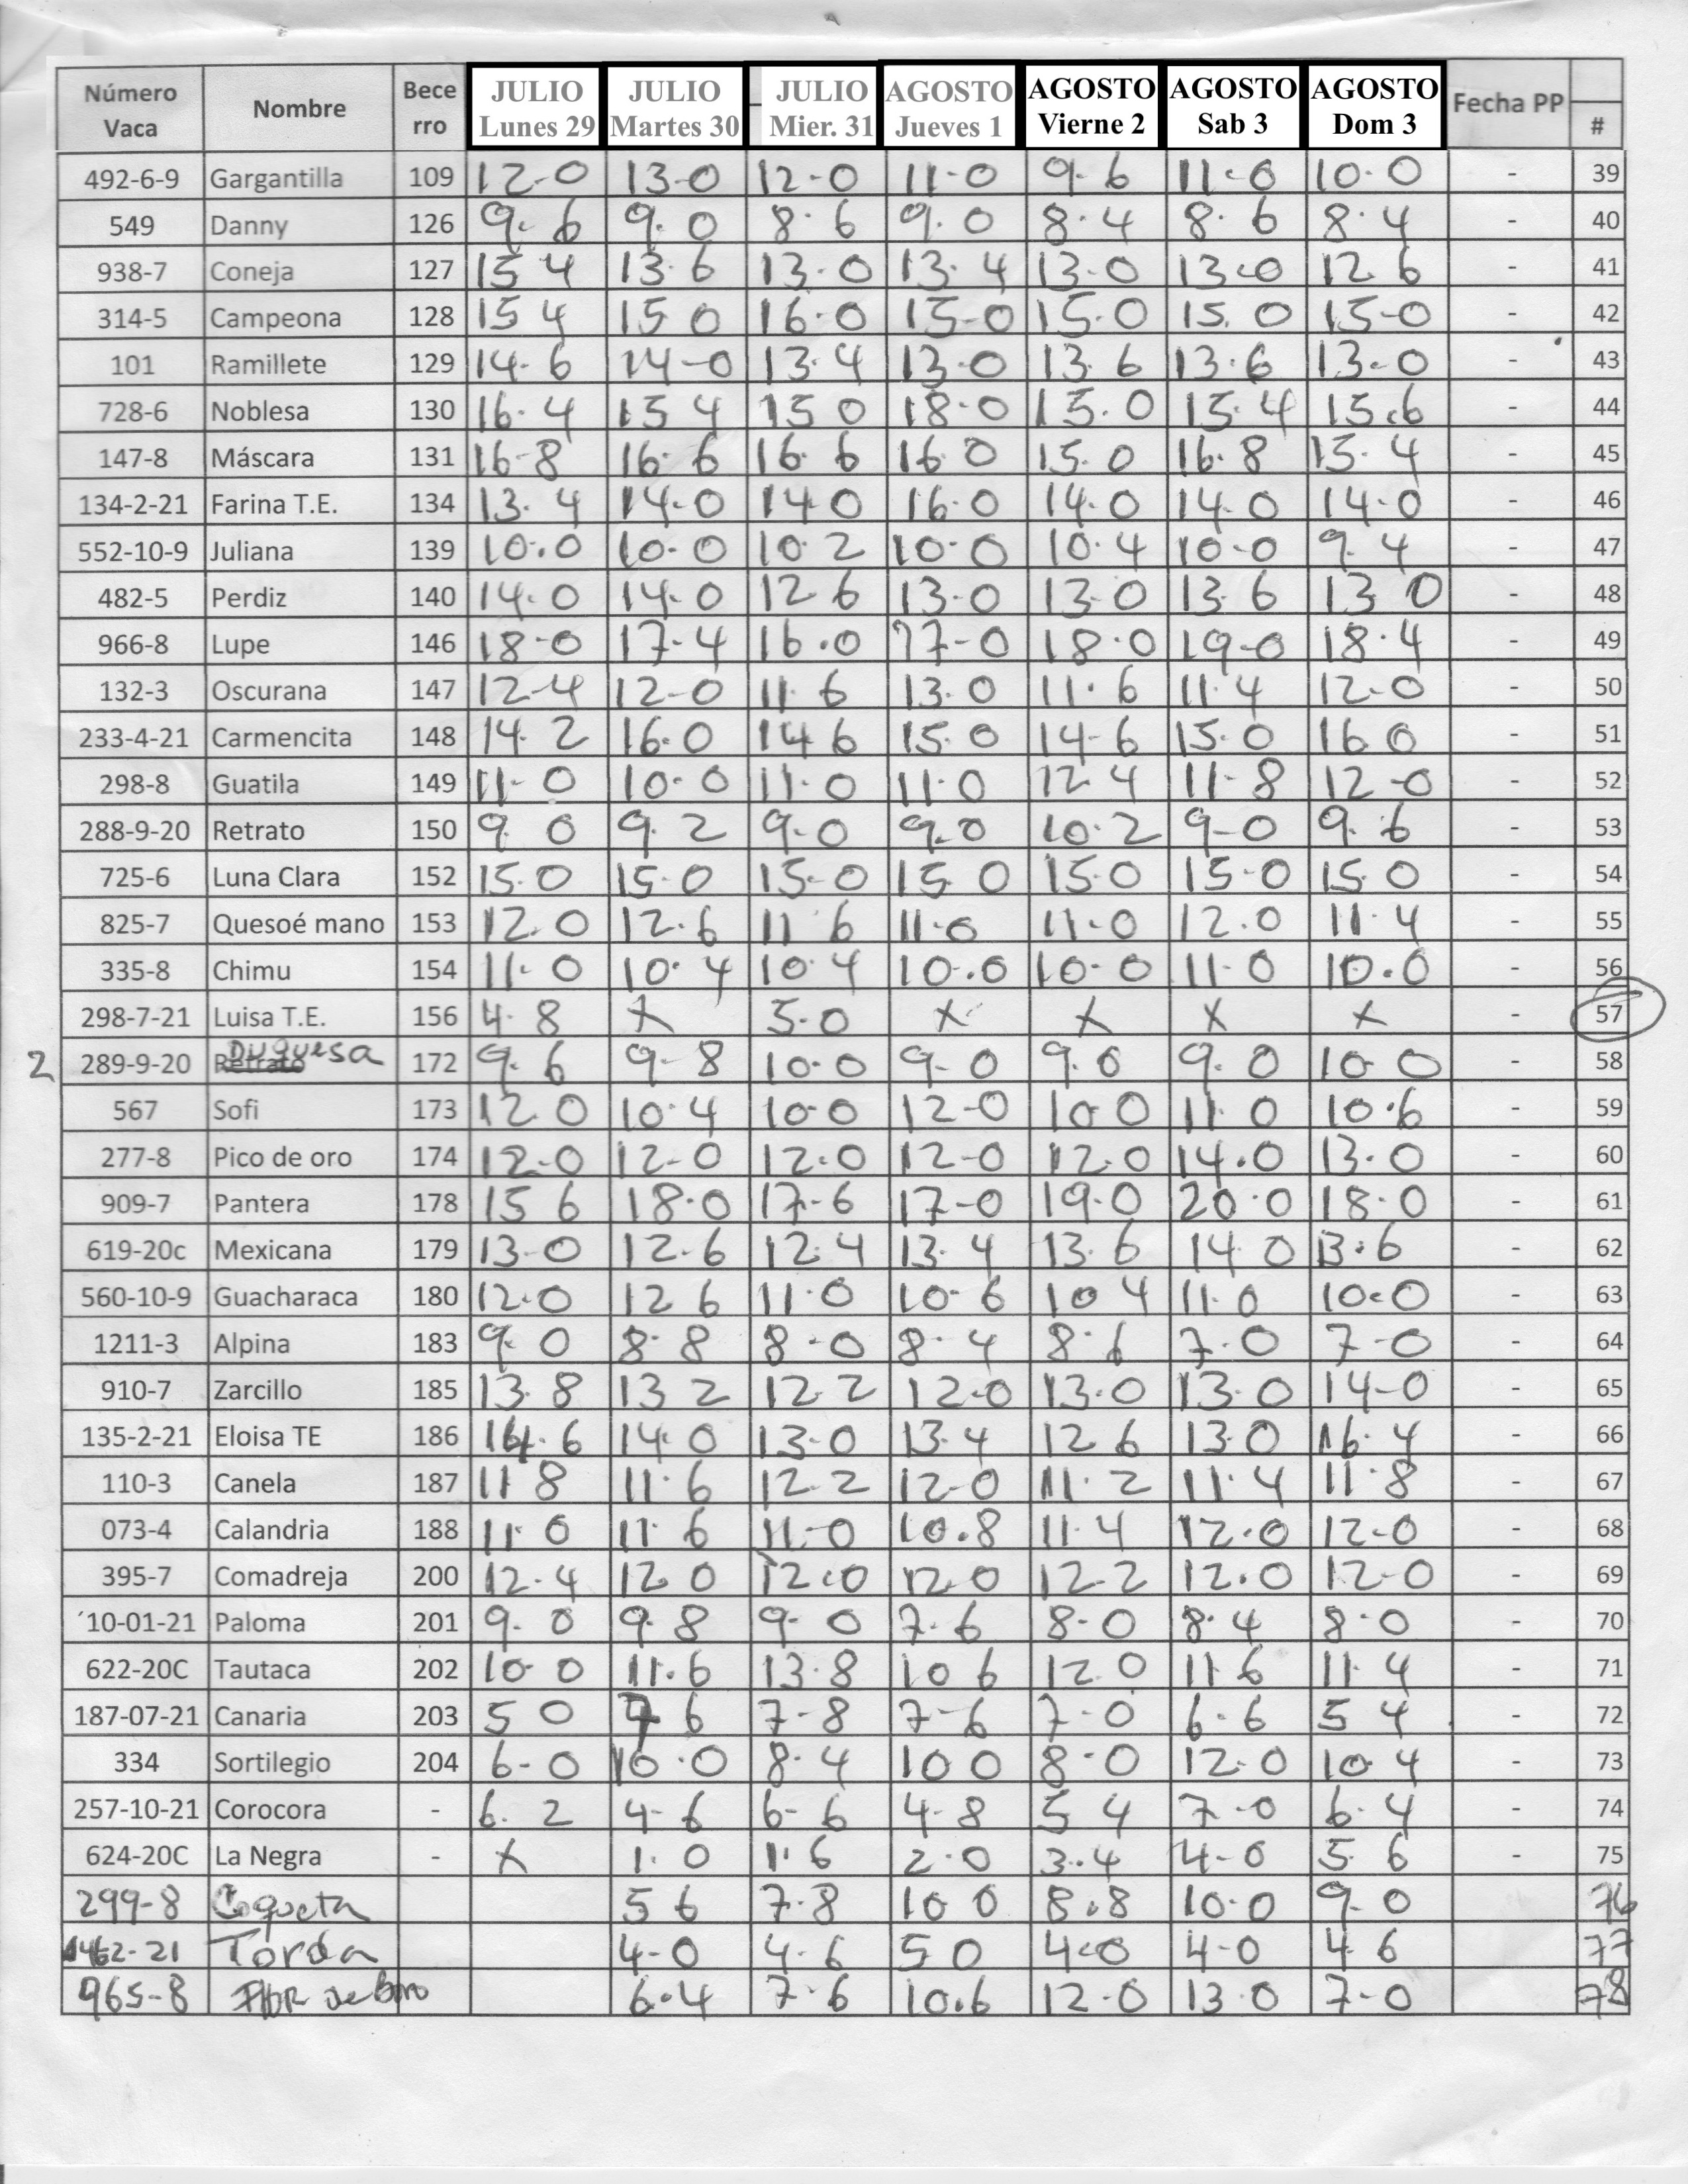 Número Vaca Nombre Bece rro JULIO Lunes 29 JULIO Martes 30 JULIO Mier. 31 AGOSTO Jueves 1 AGOSTO Vierne 2 AGOSTO Sab 3 AGOSTO Dom 3 Fecha PP #
492-6-9 Gargantilla 109 12-0 13-0 12-0 11-0 9.6 11-0 10.0 - 39
549 Danny 126 9.6 9.0 8.6 9.0 8.4 8.6 8.4 - 40
938-7 Coneja 127 15 4 13.6 13.0 13.4 13.0 13.0 12 6 - 41
314-5 Campeona 128 15 4 15 0 16.0 15-0 15.0 15.0 15-0 - 42
101 Ramillete 129 14.6 14-0 13.4 13.0 13.6 13.6 13.0 - 43
728-6 Noblesa 130 16.4 15 4 15 0 18.0 15.0 15.4 15.6 - 44
147-8 Máscara 131 16-8 16.6 16.6 16 0 15.0 16.8 15.4 - 45
134-2-21 Farina T.E. 134 13.4 14.0 14 0 16.0 14.0 14.0 14.0 - 46
552-10-9 Juliana 139 10.0 10.0 10.2 10.0 10.4 10-0 9.4 - 47
482-5 Perdiz 140 14.0 14.0 12 6 13.0 13.0 13.6 13 0 - 48
966-8 Lupe 146 18.0 17-4 16.0 17-0 18.0 19-0 18.4 - 49
132-3 Oscurana 147 12-4 12-0 11.6 13.0 11.6 11.4 12.0 - 50
233-4-21 Carmencita 148 14.2 16.0 14 6 15.0 14-6 15.0 16 0 - 51
298-8 Guatila 149 11-0 10.0 11.0 11.0 12.4 11-8 12-0 - 52
288-9-20 Retrato 150 9 0 9.2 9-0 9.0 10.2 9-0 9.6 - 53
725-6 Luna Clara 152 15.0 15.0 15-0 15 0 15.0 15-0 15.0 - 54
825-7 Quesoé mano 153 12.0 12.6 11 6 11.0 11.0 12.0 11.4 - 55
335-8 Chimu 154 11-0 10.4 10.4 10.0 10.0 11.0 10.0 - 56
298-7-21 Luisa T.E. 156 4.8 X 5.0 X X X X - 57
2 289-9-20 Retrato Duquesa 172 9.6 9-8 10.0 9.0 9.0 9.0 10 0 - 58
567 Sofi 173 12 0 10.4 10-0 12-0 10 0 11.0 10.6 - 59
277-8 Pico de oro 174 12-0 12-0 12.0 12-0 12.0 14.0 13.0 - 60
909-7 Pantera 178 15 6 18.0 17-6 17-0 19.0 20.0 18.0 - 61
619-20c Mexicana 179 13-0 12.6 12.4 13.4 13.6 14 0 13.6 - 62
560-10-9 Guacharaca 180 12.0 12 6 11.0 10.6 10 4 11.0 10.0 - 63
1211-3 Alpina 183 9.0 8.8 8.0 8.4 8.6 7.0 7-0 - 64
910-7 Zarcillo 185 13.8 13 2 12.2 12.0 13.0 13.0 14-0 - 65
135-2-21 Eloisa TE 186 14.6 14.0 13.0 13.4 12 6 13.0 16.4 - 66
110-3 Canela 187 11 8 11.6 12.2 12-0 11.2 11.4 11.8 - 67
073-4 Calandria 188 11.0 11.6 11.0 10.8 11.4 12.0 12-0 - 68
395-7 Comadreja 200 12.4 12 0 12.0 12.0 12.2 12.0 12-0 - 69
´10-01-21 Paloma 201 9.0 9.8 9-0 7.6 8.0 8.4 8.0 - 70
622-20C Tautaca 202 10-0 11.6 13.8 10 6 12.0 11 6 11.4 - 71
187-07-21 Canaria 203 5 0 7 6 7-8 7-6 7-0 6.6 5 4 - 72
334 Sortilegio 204 6-0 10.0 8.4 10 0 8.0 12.0 10.4 - 73
257-10-21 Corocora - 6.2 4-6 6-6 4-8 5 4 7-0 6.4 - 74
624-20C La Negra - X 1.0 1.6 2.0 3.4 4-0 5.6 - 75
299-8 Coqueta 5 6 7.8 10 0 8.8 10.0 9.0 76
1462-21 Torda 4-0 4.6 5 0 4.0 4-0 4 6 77
965-8 Flor de 6.4 7.6 10.6 12.0 13.0 7-0 78